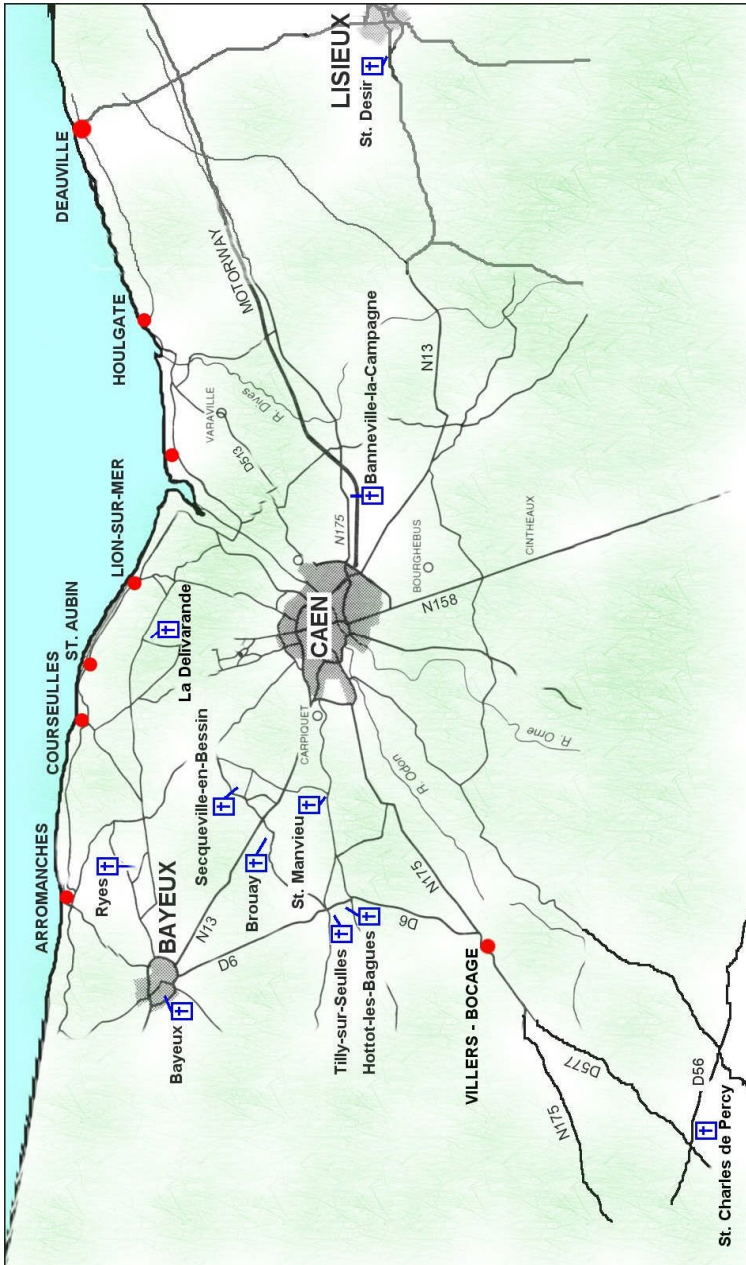 ARROMANCHES
COURSEULLES
ST. AUBIN
LION-SUR-MER
HOULGATE
DEAUVILLE
Ryes
BAYEUX
Bayeux
La Delivarande
VARAVILLE
R. Dives
D513
MOTORWAY
LISIEUX
St. Desir
Secqueville-en-Bessin
N13
Brouay
St. Manvieu
CARPIQUET
CAEN
N175
Banneville-la-Campagne
N13
D6
Tilly-sur-Seulles
Hottot-les-Bagues
D6
N175
R. Odon
R. Orne
N158
BOURGHEBUS
CINTHEAUX
VILLERS - BOCAGE
N175
D577
D56
St. Charles de Percy